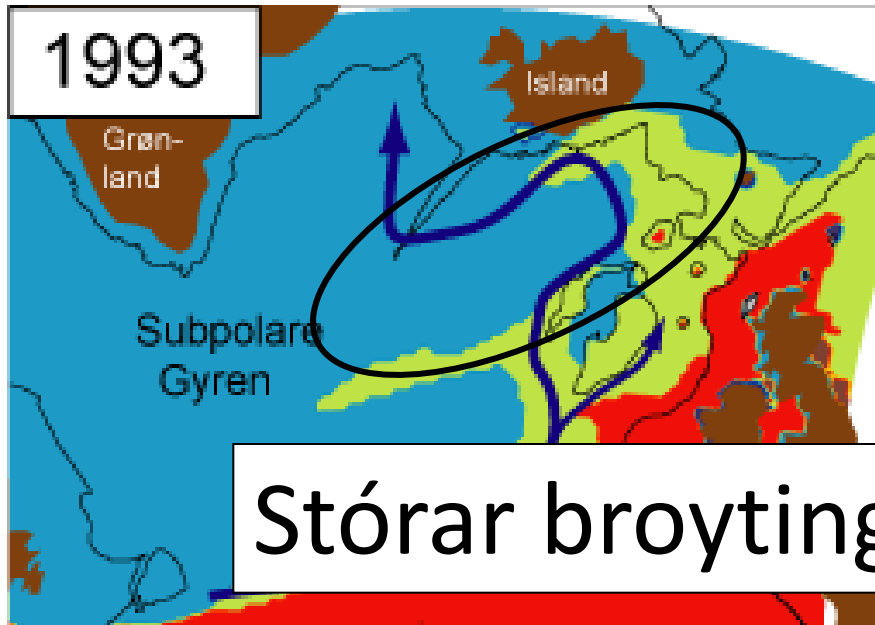 1993
Island
Grøn-
land
Subpolare
Gyren
Stórar broyting